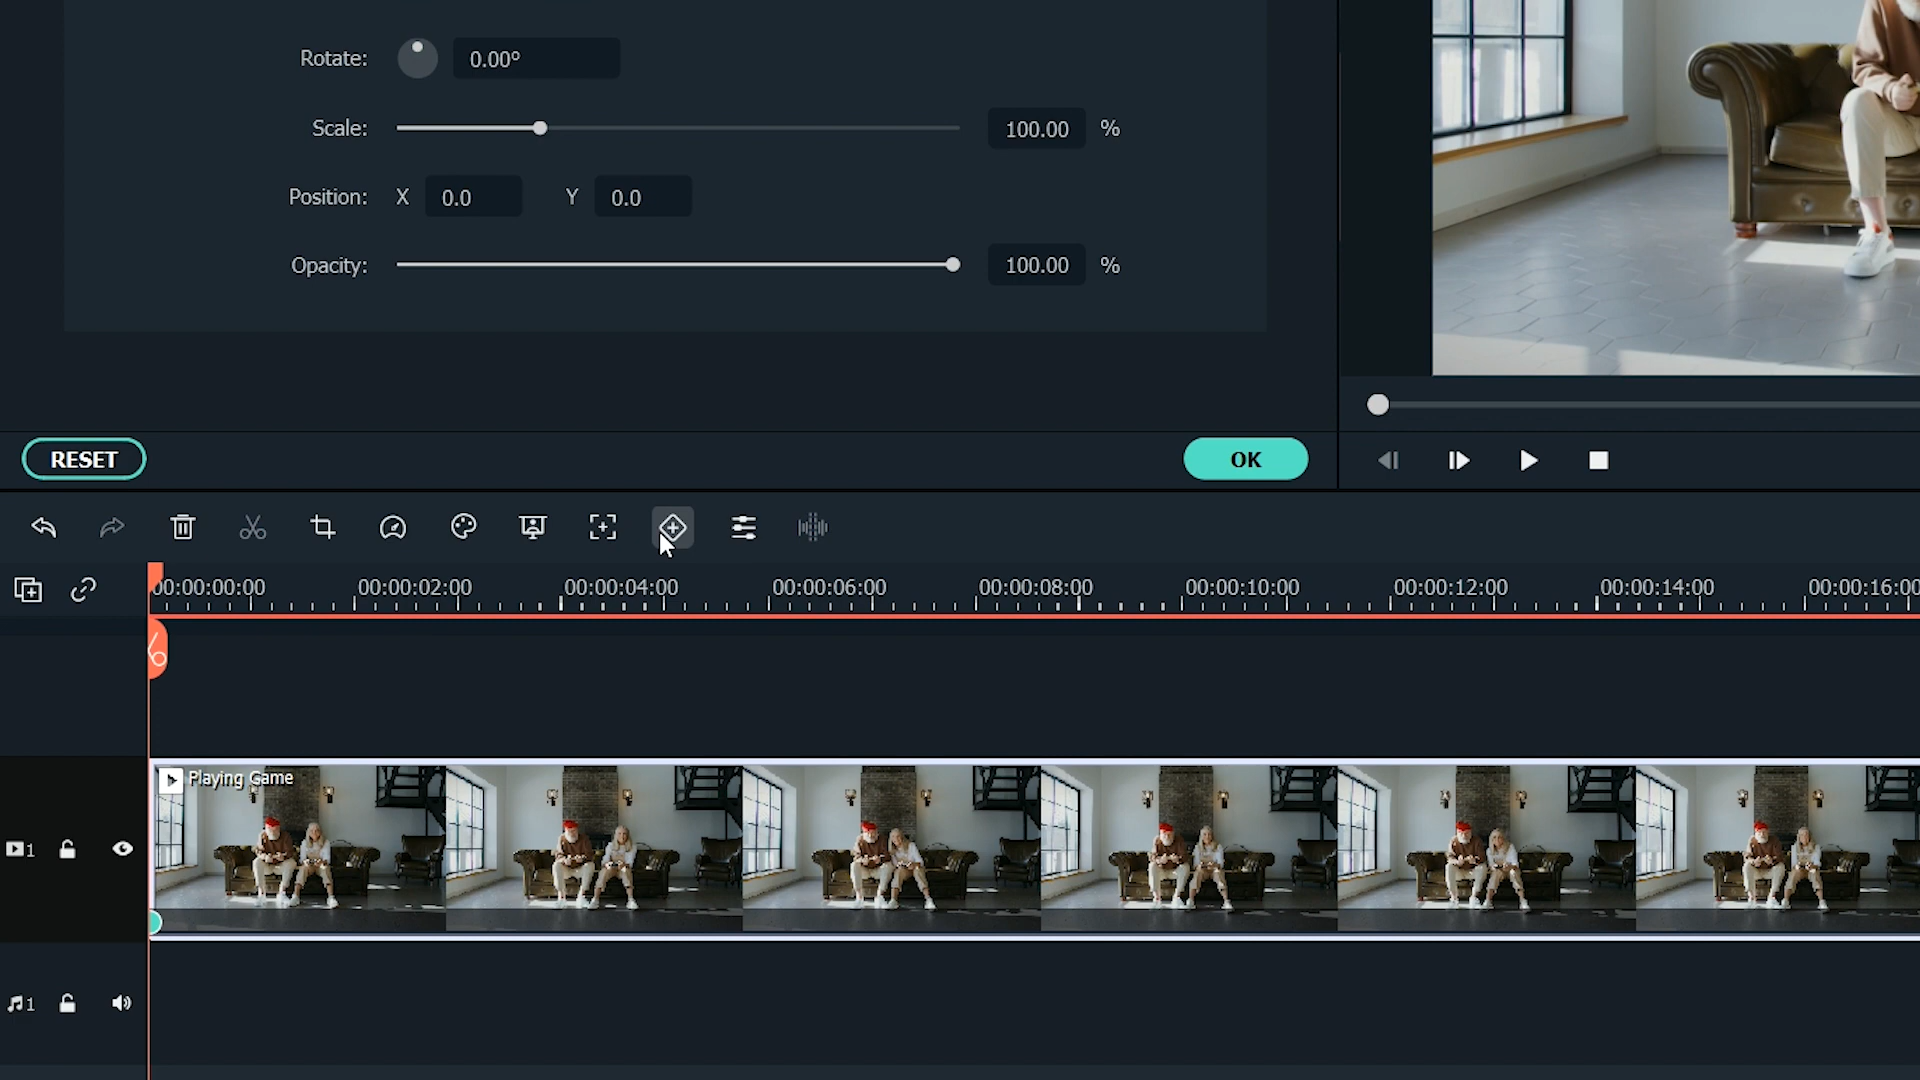 Rotate: 0.00º
Scale: 100.00 %
Position: X 0.0 Y 0.0
Opacity: 100.00 %
RESET OK
00:00:00:00 00:00:02:00 00:00:04:00 00:00:06:00 00:00:08:00 00:00:10:00 00:00:12:00 00:00:14:00 00:00:16:00
Playing Game
1
1